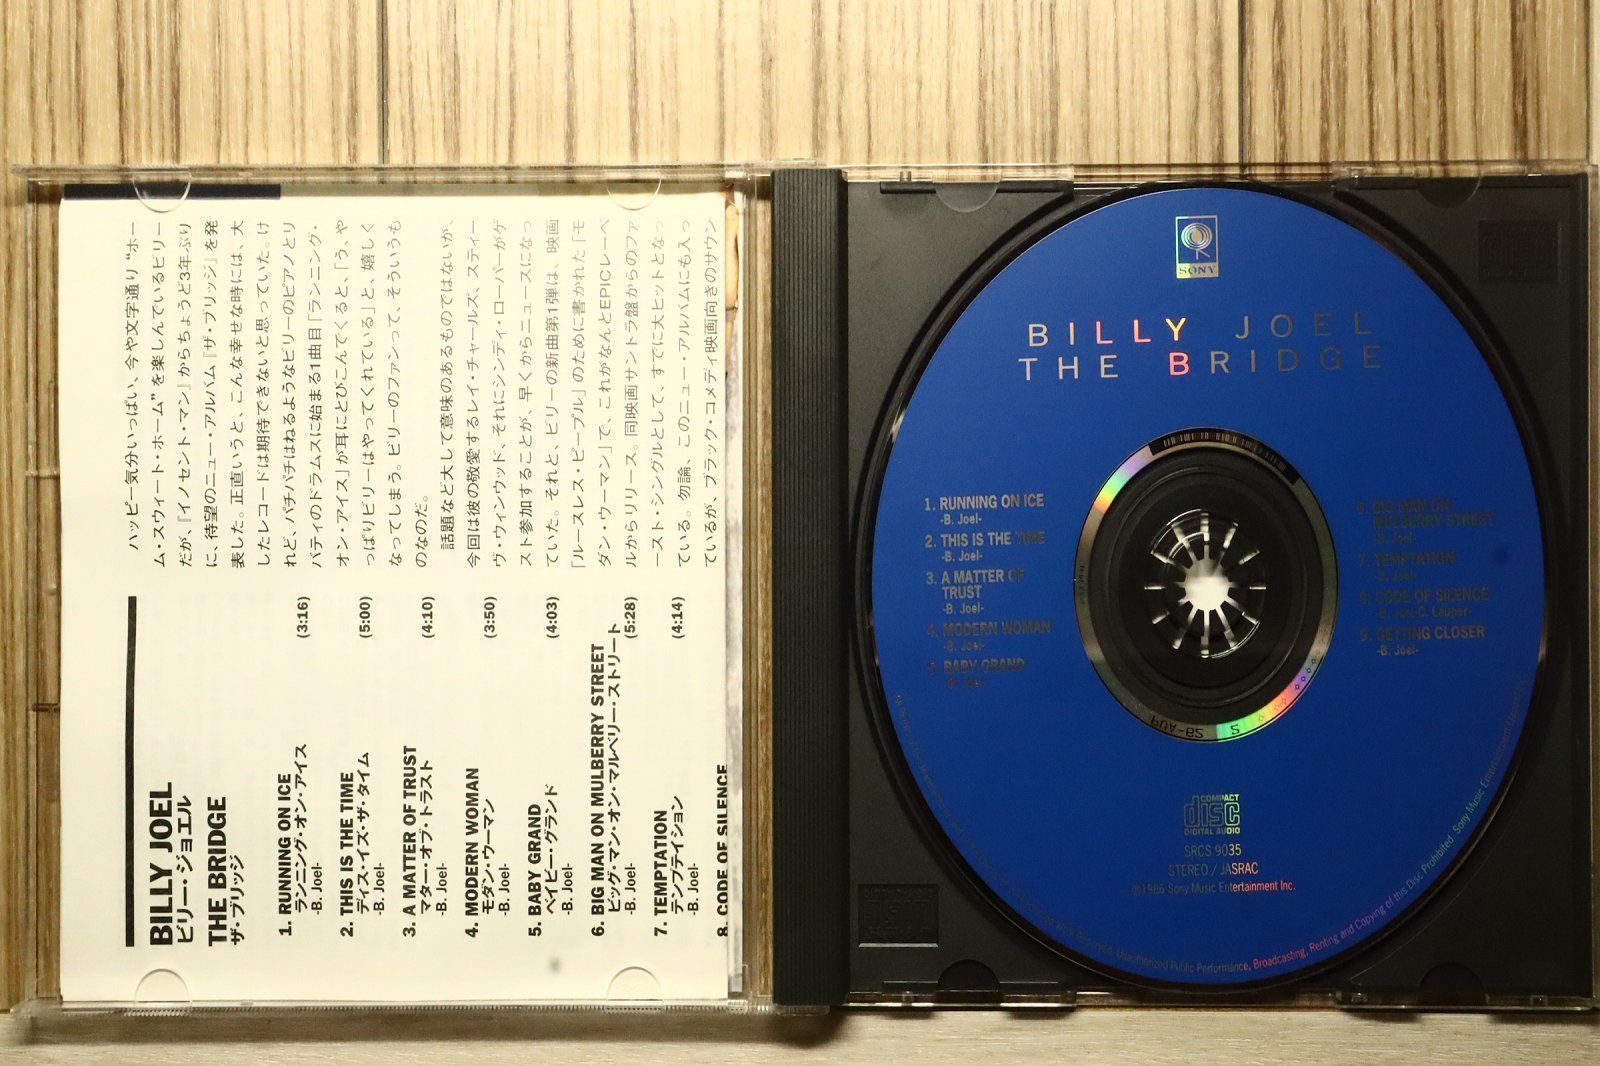 BILLY JOEL
ビリー・ジョエル
THE BRIDGE
ザ・ブリッジ
1. RUNNING ON ICE (3:16)
ランニング・オン・アイス
-B. Joel-
2. THIS IS THE TIME (5:00)
ディス・イズ・ザ・タイム
-B. Joel-
3. A MATTER OF TRUST (4:10)
マター・オブ・トラスト
-B. Joel-
4. MODERN WOMAN (3:50)
モダン・ウーマン
-B. Joel-
5. BABY GRAND (4:03)
ベイビー・グランド
-B. Joel-
6. BIG MAN ON MULBERRY STREET
ビッグ・マン・オン・マルベリー・ストリート
-B. Joel- (5:28)
7. TEMPTATION (4:14)
テンプテイション
-B. Joel-
8. CODE OF SILENCE
ハッピー気分いっぱい、今や文字通り“ホー
ム・スウィート・ホーム”を楽しんでいるビリー
だが、「イノセント・マン」からちょうど3年ぶり
に、待望のニュー・アルバム「ザ・ブリッジ」を発
表した。正直いうと、こんな幸せな時には、大
したレコードは期待できないと思っていた。け
れど、パチパチはねるようなビリーのピアノとリ
バティのドラムスに始まる1曲目「ランニング・
オン・アイス」が耳にとびこんでくると、「う、や
っぱりビリーはやってくれている」と、嬉しく
なってしまう。ビリーのファンって、そういうも
のなのだ。
話題など大して意味のあるものではないが、
今回は彼の敬愛するレイ・チャールズ、スティー
ヴ・ウィンウッド、それにシンディ・ローパーがゲ
スト参加することが、早くからニュースになっ
ていた。それと、ビリーの新曲第1弾は、映画
「ルースレス・ピープル」のために書かれた「モ
ダン・ウーマン」で、これがなんとEPICレーベ
ルからリリース。同映画サントラ盤からのファ
ースト・シングルとして、すでに大ヒットとなっ
ている。勿論、このニュー・アルバムにも入っ
ているが、ブラック・コメディ映画向きのサウン
SONY
BILLY JOEL
THE BRIDGE
1. RUNNING ON ICE
-B. Joel-
2. THIS IS THE TIME
-B. Joel-
3. A MATTER OF
TRUST
-B. Joel-
4. MODERN WOMAN
-B. Joel-
5. BABY GRAND
-B. Joel-
6. BIG MAN ON
MULBERRY STREET
-B. Joel-
7. TEMPTATION
-B. Joel-
8. CODE OF SILENCE
-B. Joel-C. Lauper-
9. GETTING CLOSER
-B. Joel-
COMPACT
disc
DIGITAL AUDIO
SRCS 9035
STEREO / JASRAC
Ⓟ1986 Sony Music Entertainment Inc.
Unauthorized Public Performance, Broadcasting, Renting and Copying of this Disc Prohibited. Sony Music Entertainment